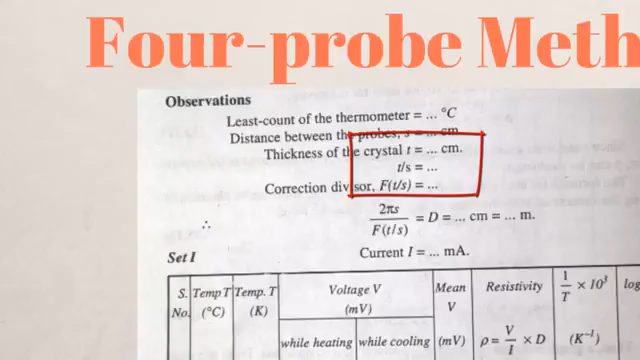 Four-probe Meth
Observations
Least-count of the thermometer = ... °C
Distance between the probes, s = ... cm
Thickness of the crystal t = ... cm.
t/s = ...
Correction divisor, F(t/s) = ...
∴ 2πs / F(t/s) = D = ... cm = ... m.
Set I Current I = ... mA.
S. No. Temp T (°C) Temp. T (K) Voltage V (mV) Mean V (mV) Resistivity ρ = V/I × D 1/T × 10³ (K⁻¹) log
while heating while cooling